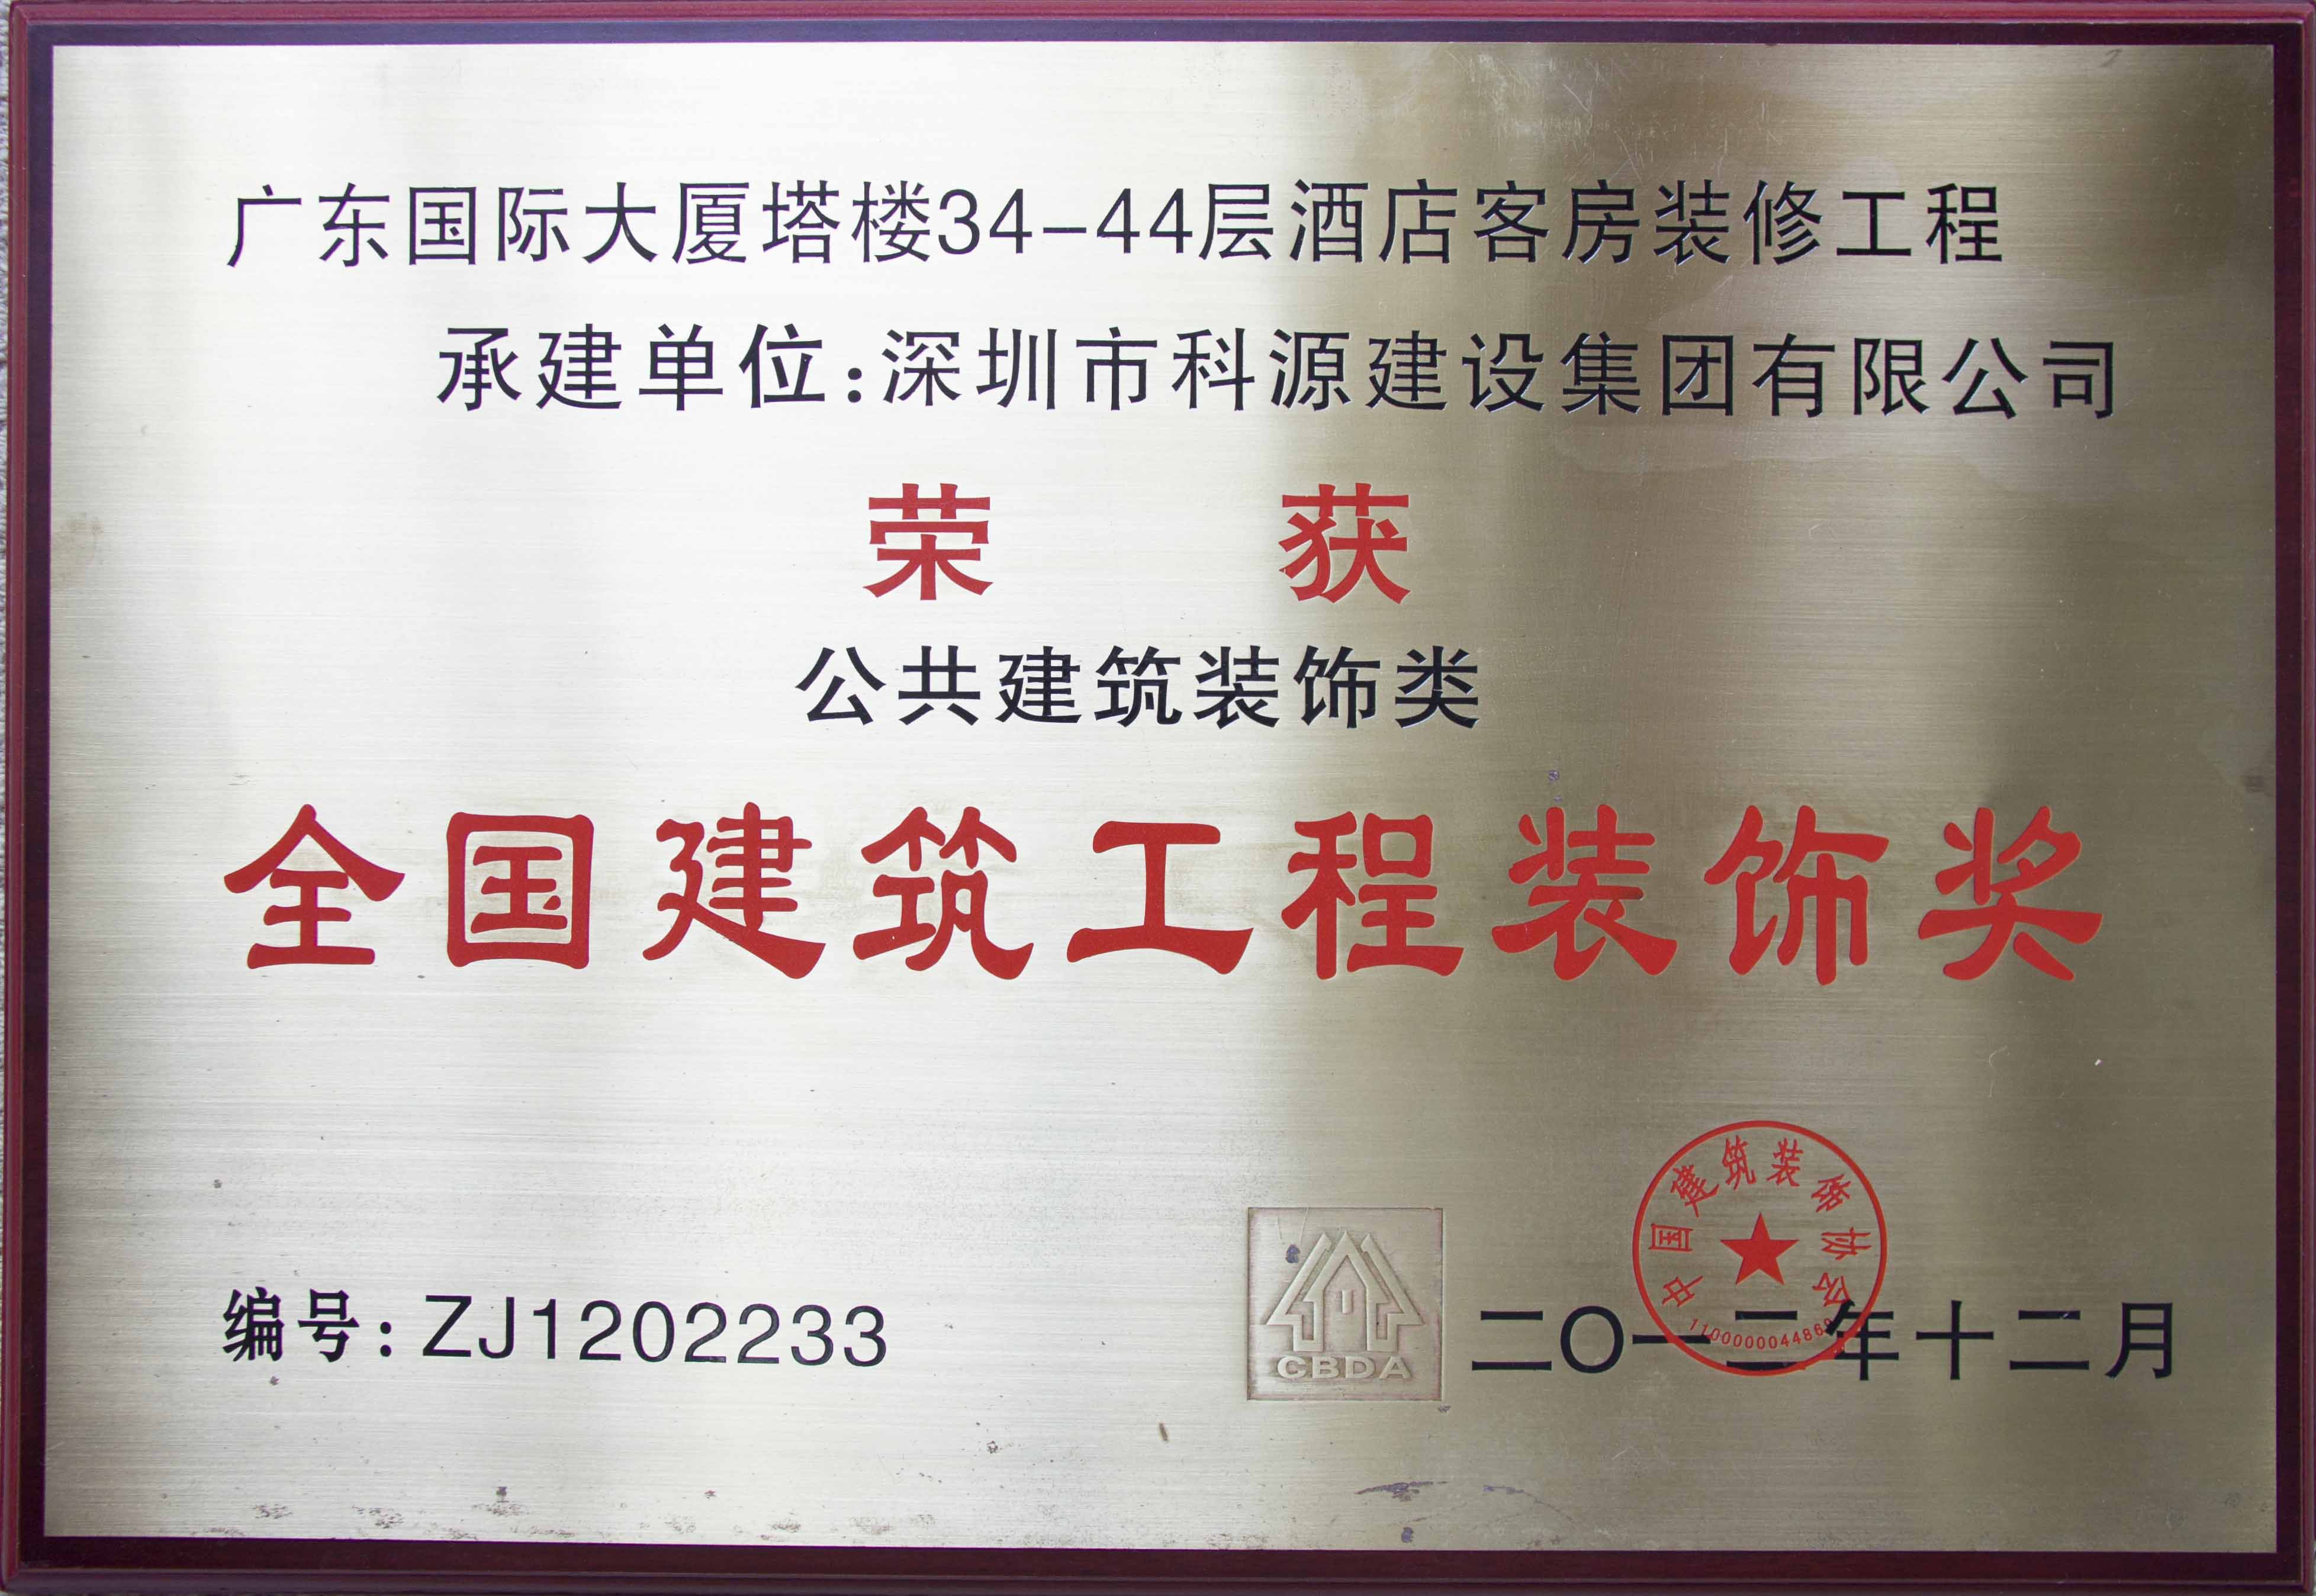 广东国际大厦塔楼34-44层酒店客房装修工程
承建单位:深圳市科源建设集团有限公司
荣 获
公共建筑装饰类
全国建筑工程装饰奖
中国建筑装饰协会
编号:ZJ1202233
CBDA
二〇一二年十二月